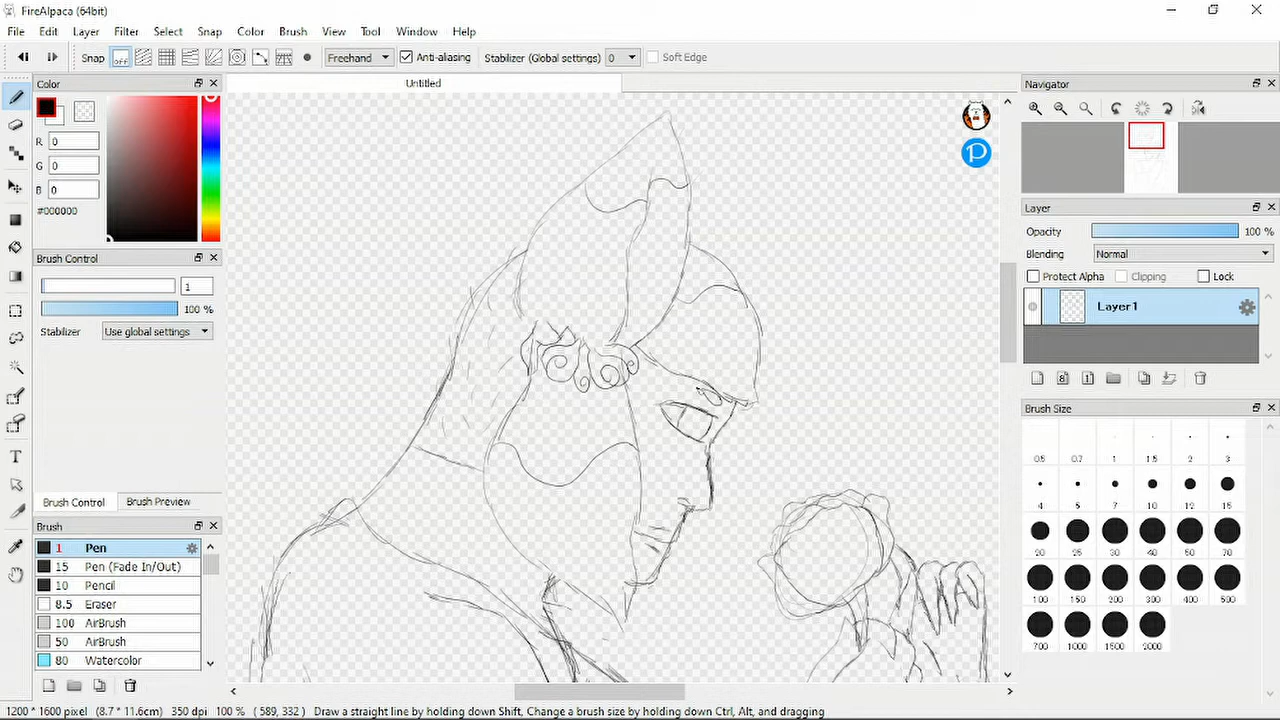 FireAlpaca (64bit)
File Edit Layer Filter Select Snap Color Brush View Tool Window Help
Snap OFF Freehand Anti-aliasing Stabilizer (Global settings) 0 Soft Edge
Color
Untitled
Navigator
R 0
G 0
B 0
#000000
Brush Control
1
100 %
Stabilizer Use global settings
Brush Control Brush Preview
Brush
1 Pen
15 Pen (Fade In/Out)
10 Pencil
8.5 Eraser
100 AirBrush
50 AirBrush
80 Watercolor
P
Layer
Opacity 100 %
Blending Normal
Protect Alpha Clipping Lock
Layer1
8 1
Brush Size
0.5 0.7 1 1.5 2 3
4 5 7 10 12 15
20 25 30 40 50 70
100 150 200 300 400 500
700 1000 1500 2000
T
1200 * 1600 pixel (8.7 * 11.6cm) 350 dpi 100 % ( 589, 332 ) Draw a straight line by holding down Shift, Change a brush size by holding down Ctrl, Alt, and dragging